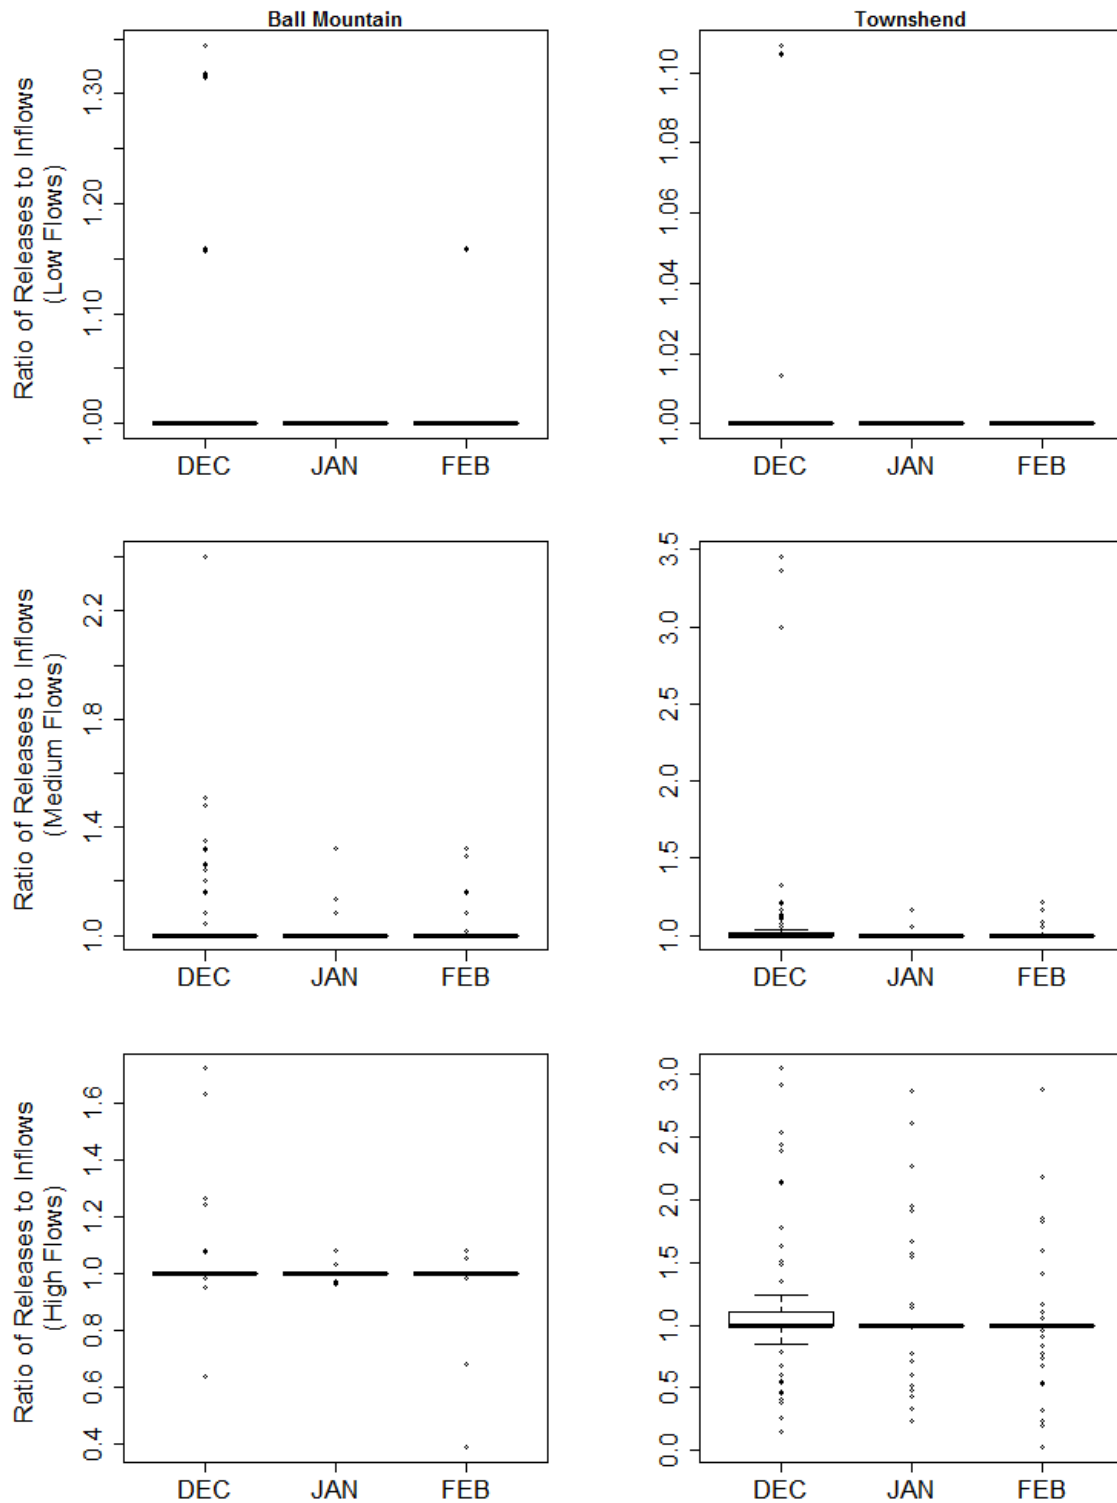 Ball Mountain
Townshend
Ratio of Releases to Inflows
(Low Flows)
1.30
1.20
1.10
1.00
DEC JAN FEB
1.10
1.08
1.06
1.04
1.02
1.00
DEC JAN FEB
Ratio of Releases to Inflows
(Medium Flows)
2.2
1.8
1.4
1.0
DEC JAN FEB
3.5
3.0
2.5
2.0
1.5
1.0
DEC JAN FEB
Ratio of Releases to Inflows
(High Flows)
1.6
1.4
1.2
1.0
0.8
0.6
0.4
DEC JAN FEB
3.0
2.5
2.0
1.5
1.0
0.5
0.0
DEC JAN FEB